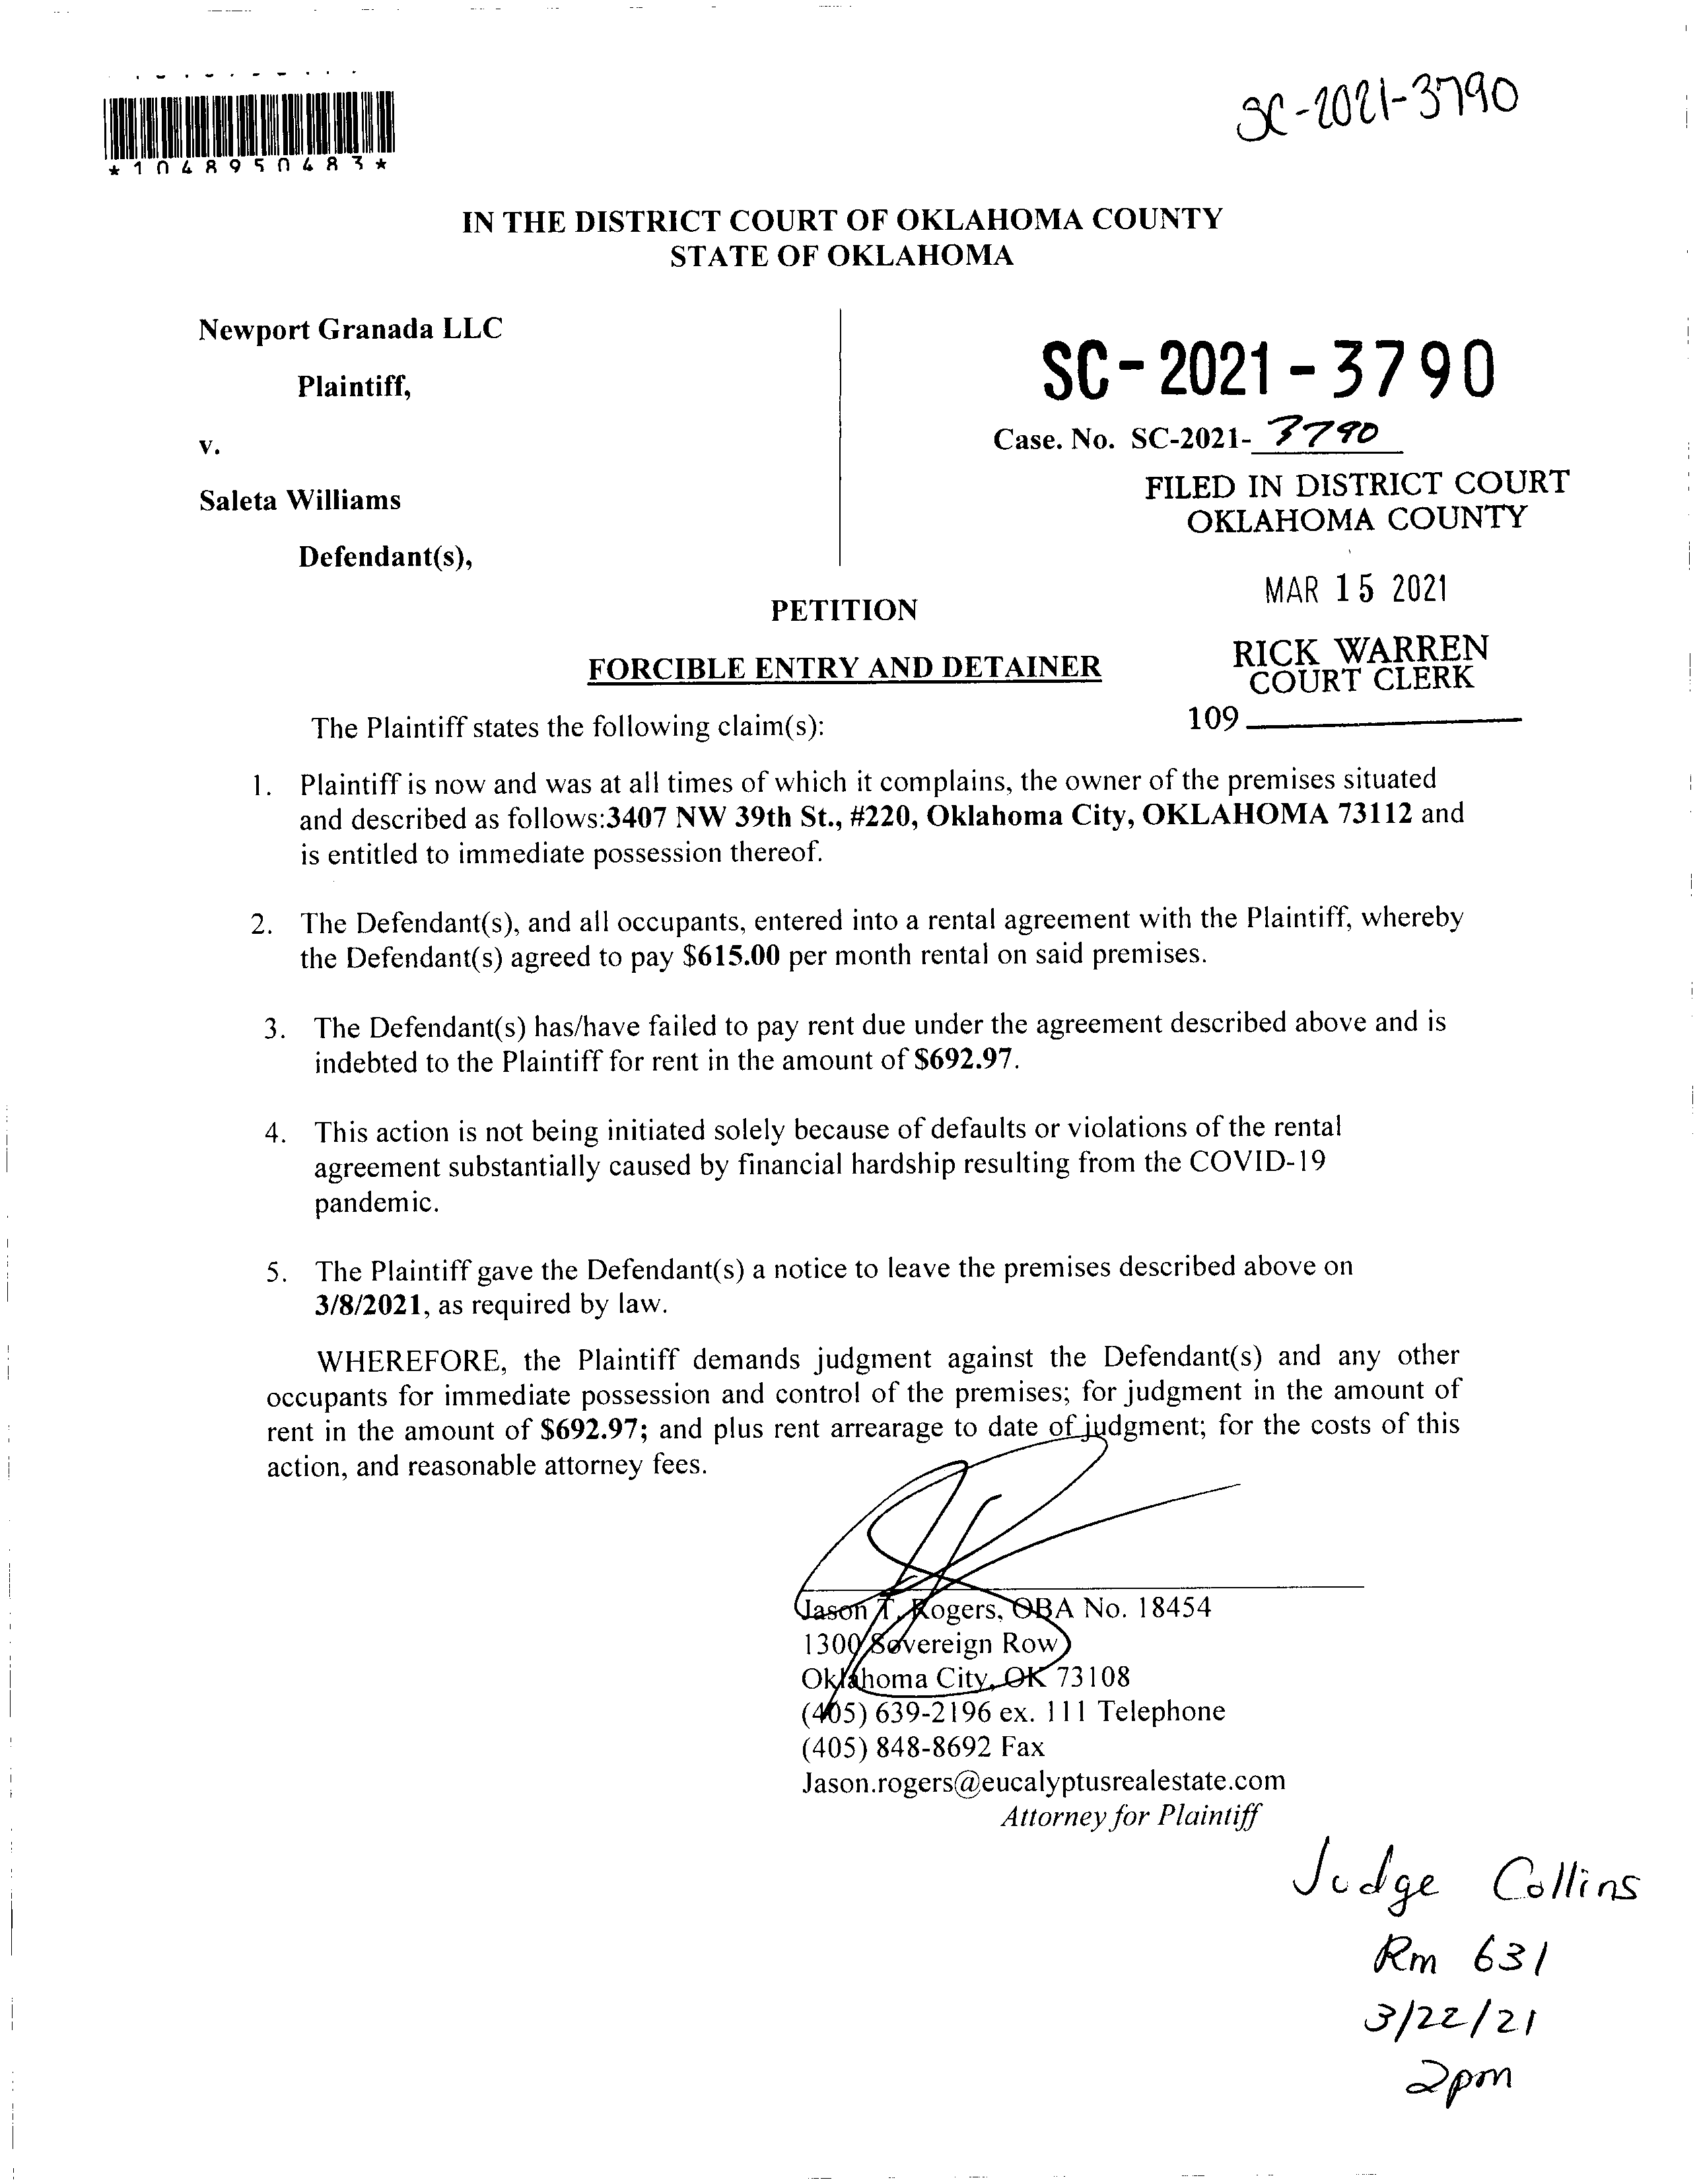 SC-2021-3790
*1048950483*
IN THE DISTRICT COURT OF OKLAHOMA COUNTY
STATE OF OKLAHOMA
Newport Granada LLC
Plaintiff,
v.
Saleta Williams
Defendant(s),
SC-2021-3790
Case. No. SC-2021-3790
FILED IN DISTRICT COURT
OKLAHOMA COUNTY
MAR 15 2021
RICK WARREN
COURT CLERK
109
PETITION
FORCIBLE ENTRY AND DETAINER
The Plaintiff states the following claim(s):
1. Plaintiff is now and was at all times of which it complains, the owner of the premises situated
and described as follows:3407 NW 39th St., #220, Oklahoma City, OKLAHOMA 73112 and
is entitled to immediate possession thereof.
2. The Defendant(s), and all occupants, entered into a rental agreement with the Plaintiff, whereby
the Defendant(s) agreed to pay $615.00 per month rental on said premises.
3. The Defendant(s) has/have failed to pay rent due under the agreement described above and is
indebted to the Plaintiff for rent in the amount of $692.97.
4. This action is not being initiated solely because of defaults or violations of the rental
agreement substantially caused by financial hardship resulting from the COVID-19
pandemic.
5. The Plaintiff gave the Defendant(s) a notice to leave the premises described above on
3/8/2021, as required by law.
WHEREFORE, the Plaintiff demands judgment against the Defendant(s) and any other
occupants for immediate possession and control of the premises; for judgment in the amount of
rent in the amount of $692.97; and plus rent arrearage to date of judgment; for the costs of this
action, and reasonable attorney fees.
Jason T. Rogers, OBA No. 18454
1300 Sovereign Row
Oklahoma City, OK 73108
(405) 639-2196 ex. 111 Telephone
(405) 848-8692 Fax
Jason.rogers@eucalyptusrealestate.com
Attorney for Plaintiff
Judge Collins
Rm 631
3/22/21
2pm